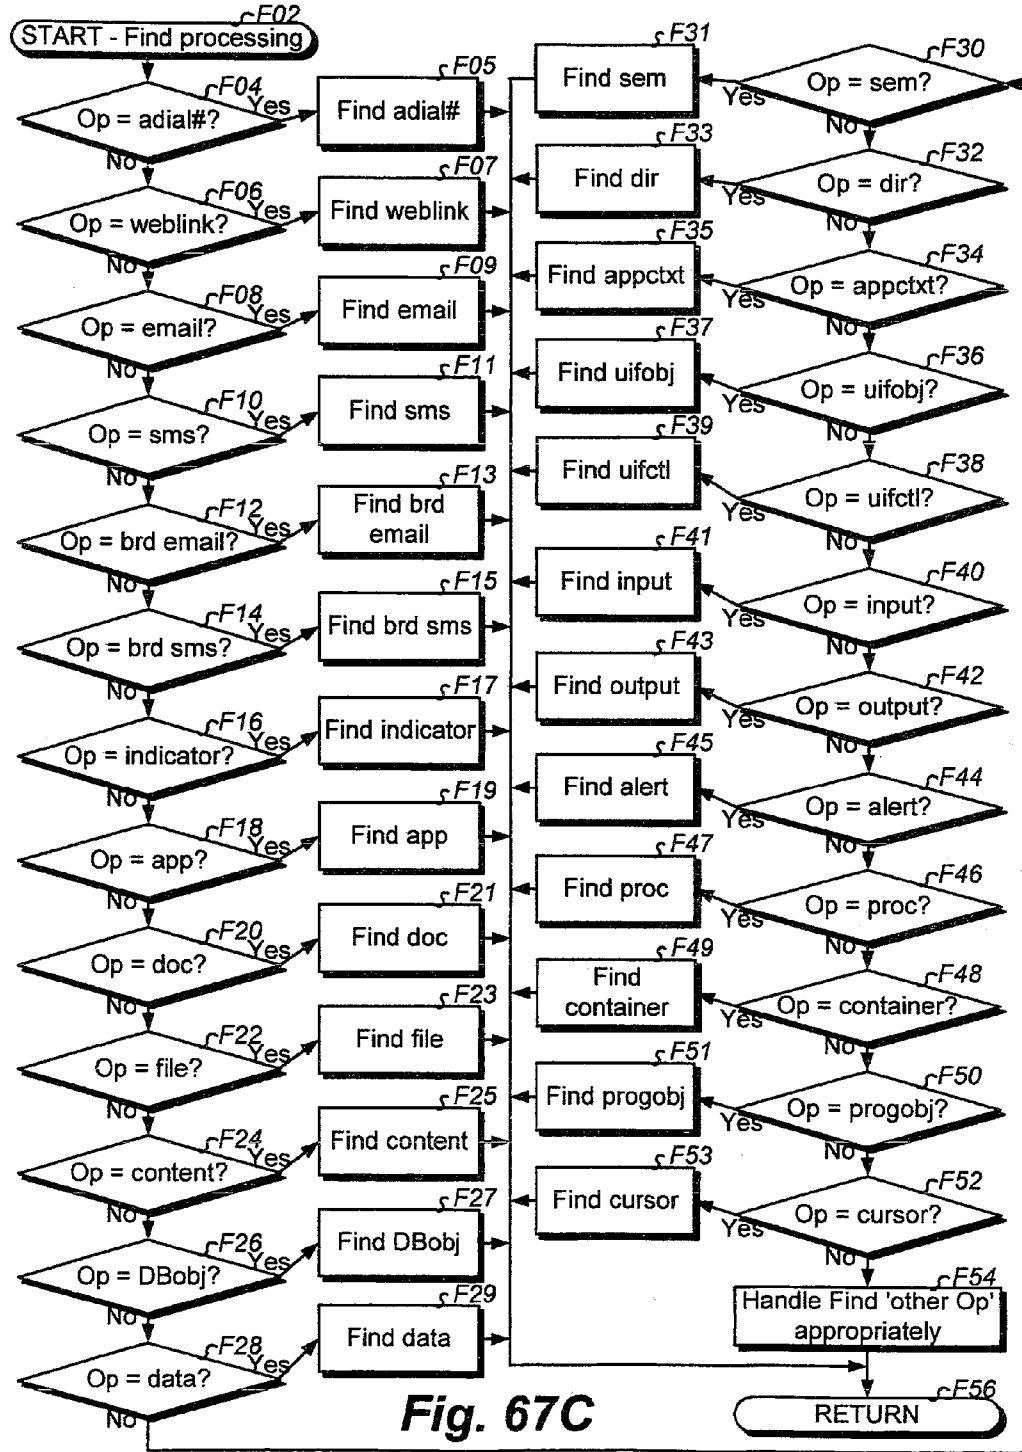 F02
START - Find processing
F04
Op = adial#?
Yes
No
F05
Find adial#
F06
Op = weblink?
Yes
No
F07
Find weblink
F08
Op = email?
Yes
No
F09
Find email
F10
Op = sms?
Yes
No
F11
Find sms
F12
Op = brd email?
Yes
No
F13
Find brd
email
F14
Op = brd sms?
Yes
No
F15
Find brd sms
F16
Op = indicator?
Yes
No
F17
Find indicator
F18
Op = app?
Yes
No
F19
Find app
F20
Op = doc?
Yes
No
F21
Find doc
F22
Op = file?
Yes
No
F23
Find file
F24
Op = content?
Yes
No
F25
Find content
F26
Op = DBobj?
Yes
No
F27
Find DBobj
F28
Op = data?
Yes
No
F29
Find data
F30
Op = sem?
Yes
No
F31
Find sem
F32
Op = dir?
Yes
No
F33
Find dir
F34
Op = appctxt?
Yes
No
F35
Find appctxt
F36
Op = uifobj?
Yes
No
F37
Find uifobj
F38
Op = uifctl?
Yes
No
F39
Find uifctl
F40
Op = input?
Yes
No
F41
Find input
F42
Op = output?
Yes
No
F43
Find output
F44
Op = alert?
Yes
No
F45
Find alert
F46
Op = proc?
Yes
No
F47
Find proc
F48
Op = container?
Yes
No
F49
Find
container
F50
Op = progobj?
Yes
No
F51
Find progobj
F52
Op = cursor?
Yes
No
F53
Find cursor
F54
Handle Find 'other Op'
appropriately
F56
RETURN
Fig. 67C